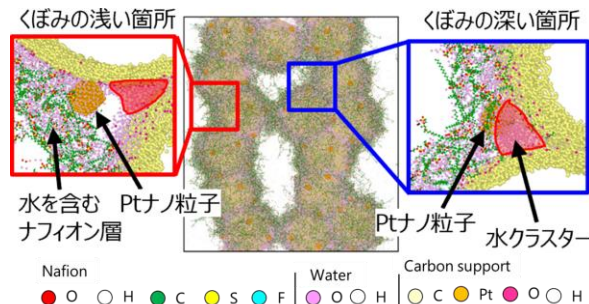 くぼみの浅い箇所
くぼみの深い箇所
水を含む
ナフィオン層
Ptナノ粒子
Ptナノ粒子
水クラスター
Nafion
O H C S F
Water
O H
Carbon support
C Pt O H